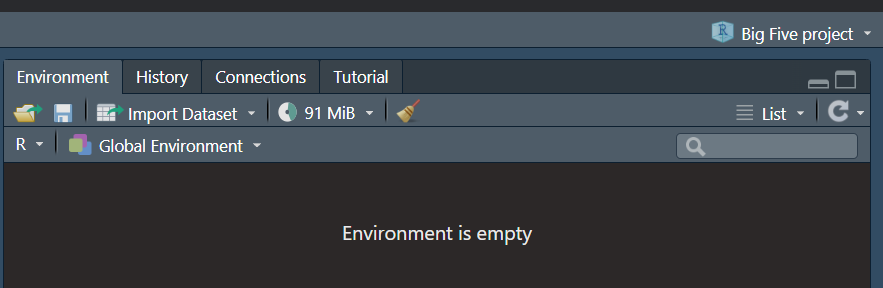 Big Five project
Environment History Connections Tutorial
Import Dataset 91 MiB List
R Global Environment
Environment is empty